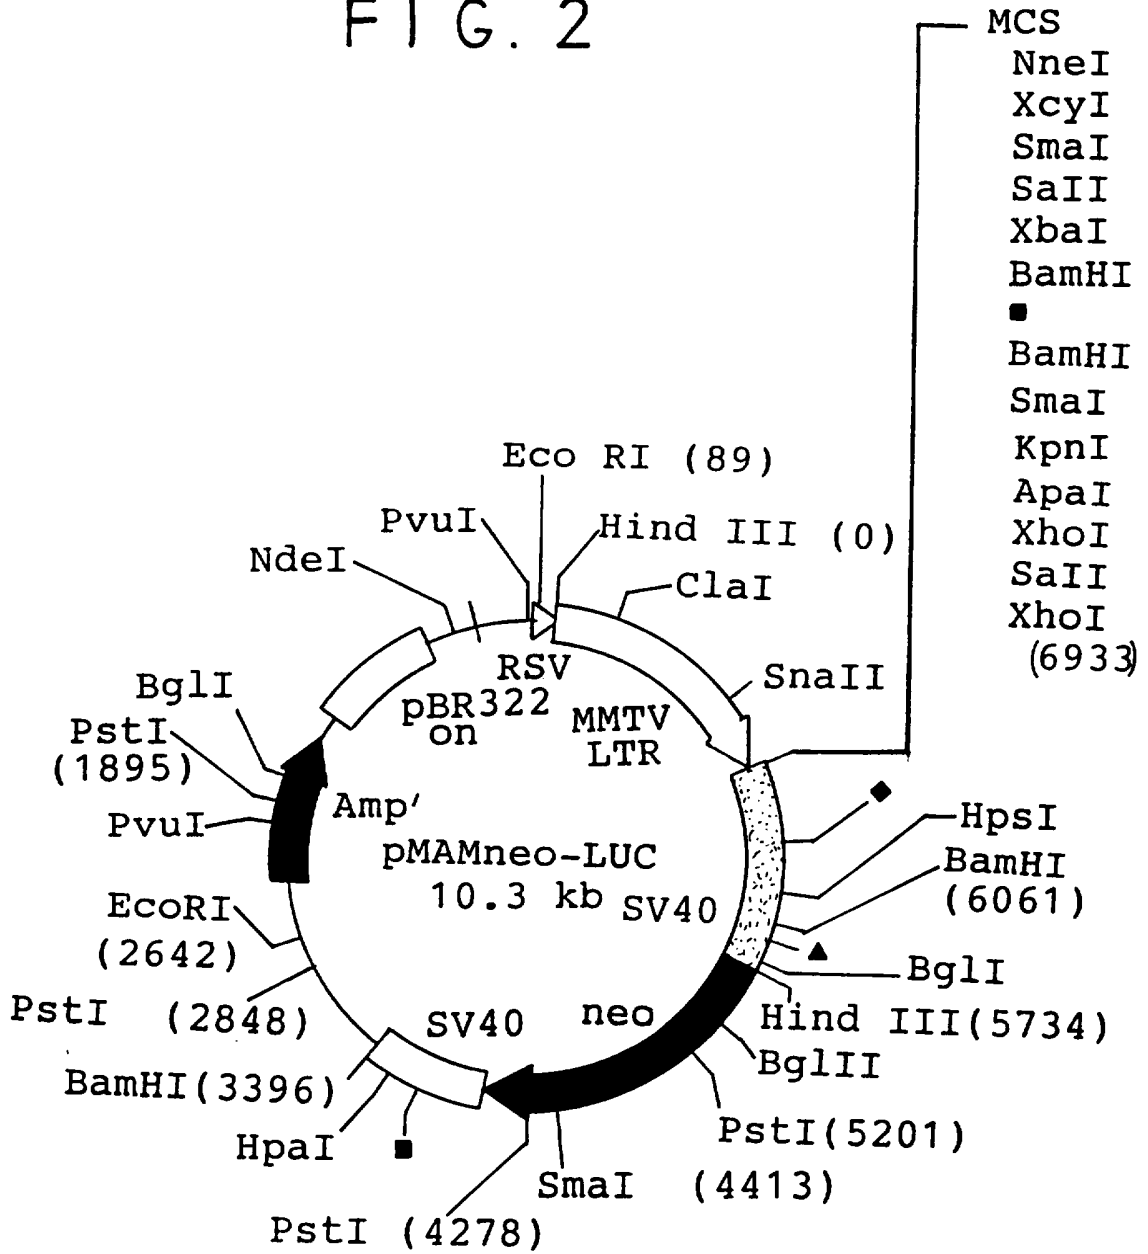 FIG. 2
MCS
NneI
XcyI
SmaI
SaII
XbaI
BamHI
■
BamHI
SmaI
KpnI
ApaI
XhoI
SaII
XhoI
(6933)
Eco RI (89)
PvuI
Hind III (0)
NdeI
ClaI
RSV
SnaII
BglI
pBR322
on
MMTV
LTR
PstI
(1895)
◆
Amp'
PvuI
HpsI
pMAMneo-LUC
10.3 kb
BamHI
(6061)
SV40
EcoRI
(2642)
▲
BglI
PstI (2848)
SV40
neo
Hind III(5734)
BglII
BamHI(3396)
HpaI
■
PstI(5201)
SmaI (4413)
PstI (4278)